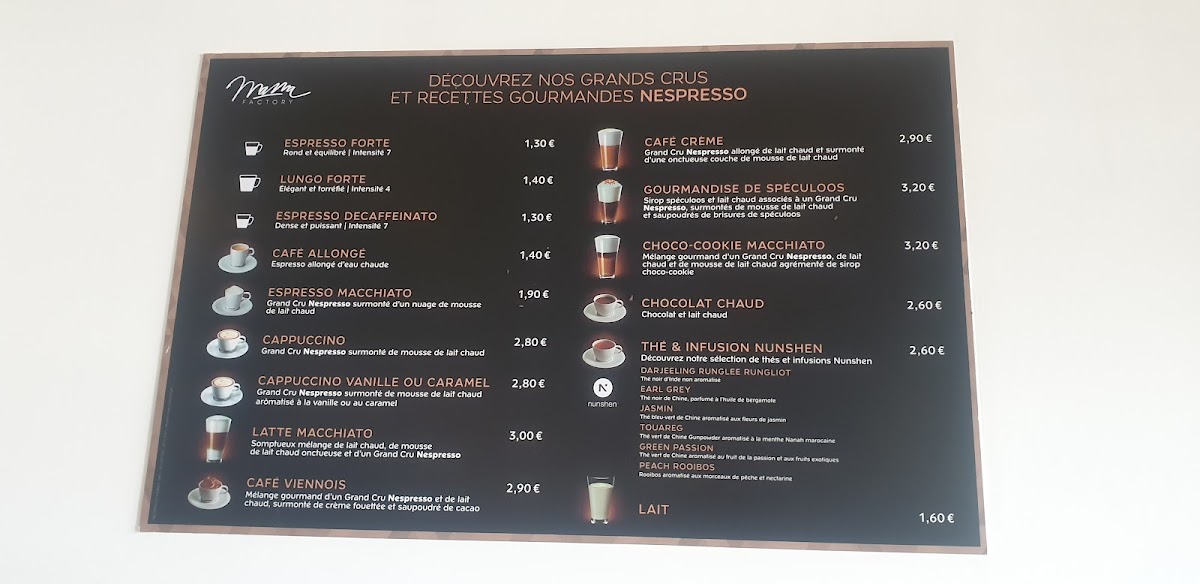 Mam
FACTORY
DÉCOUVREZ NOS GRANDS CRUS
ET RECETTES GOURMANDES NESPRESSO
ESPRESSO FORTE 1,30 €
Rond et équilibré | Intensité 7
LUNGO FORTE 1,40 €
Élégant et torréfié | Intensité 4
ESPRESSO DECAFFEINATO 1,30 €
Dense et puissant | Intensité 7
CAFÉ ALLONGÉ 1,40 €
Espresso allongé d'eau chaude
ESPRESSO MACCHIATO 1,90 €
Grand Cru Nespresso surmonté d'un nuage de mousse
de lait chaud
CAPPUCCINO 2,80 €
Grand Cru Nespresso surmonté de mousse de lait chaud
CAPPUCCINO VANILLE OU CARAMEL 2,80 €
Grand Cru Nespresso surmonté de mousse de lait chaud
arômatisé à la vanille ou au caramel
LATTE MACCHIATO 3,00 €
Somptueux mélange de lait chaud, de mousse
de lait chaud onctueuse et d'un Grand Cru Nespresso
CAFÉ VIENNOIS 2,90 €
Mélange gourmand d'un Grand Cru Nespresso et de lait
chaud, surmonté de crème fouettée et saupoudré de cacao
CAFÉ CRÈME 2,90 €
Grand Cru Nespresso allongé de lait chaud et surmonté
d'une onctueuse couche de mousse de lait chaud
GOURMANDISE DE SPÉCULOOS 3,20 €
Sirop spéculoos et lait chaud associés à un Grand Cru
Nespresso, surmontés de mousse de lait chaud
et saupoudrés de brisures de spéculoos
CHOCO-COOKIE MACCHIATO 3,20 €
Mélange gourmand d'un Grand Cru Nespresso, de lait
chaud et de mousse de lait chaud agrémenté de sirop
choco-cookie
CHOCOLAT CHAUD 2,60 €
Chocolat et lait chaud
THÉ & INFUSION NUNSHEN 2,60 €
Découvrez notre sélection de thés et infusions Nunshen
N
nunshen
DARJEELING RUNGLEE RUNGLIOT
Thé noir d'Inde non aromatisé
EARL GREY
Thé noir de Chine, parfumé à l'huile de bergamote
JASMIN
Thé bleu-vert de Chine aromatisé aux fleurs de jasmin
TOUAREG
Thé vert de Chine Gunpowder aromatisé à la menthe Nanah marocaine
GREEN PASSION
Thé vert de Chine aromatisé au fruit de la passion et aux fruits exotiques
PEACH ROOIBOS
Rooibos aromatisé aux morceaux de pêche et nectarine
LAIT 1,60 €